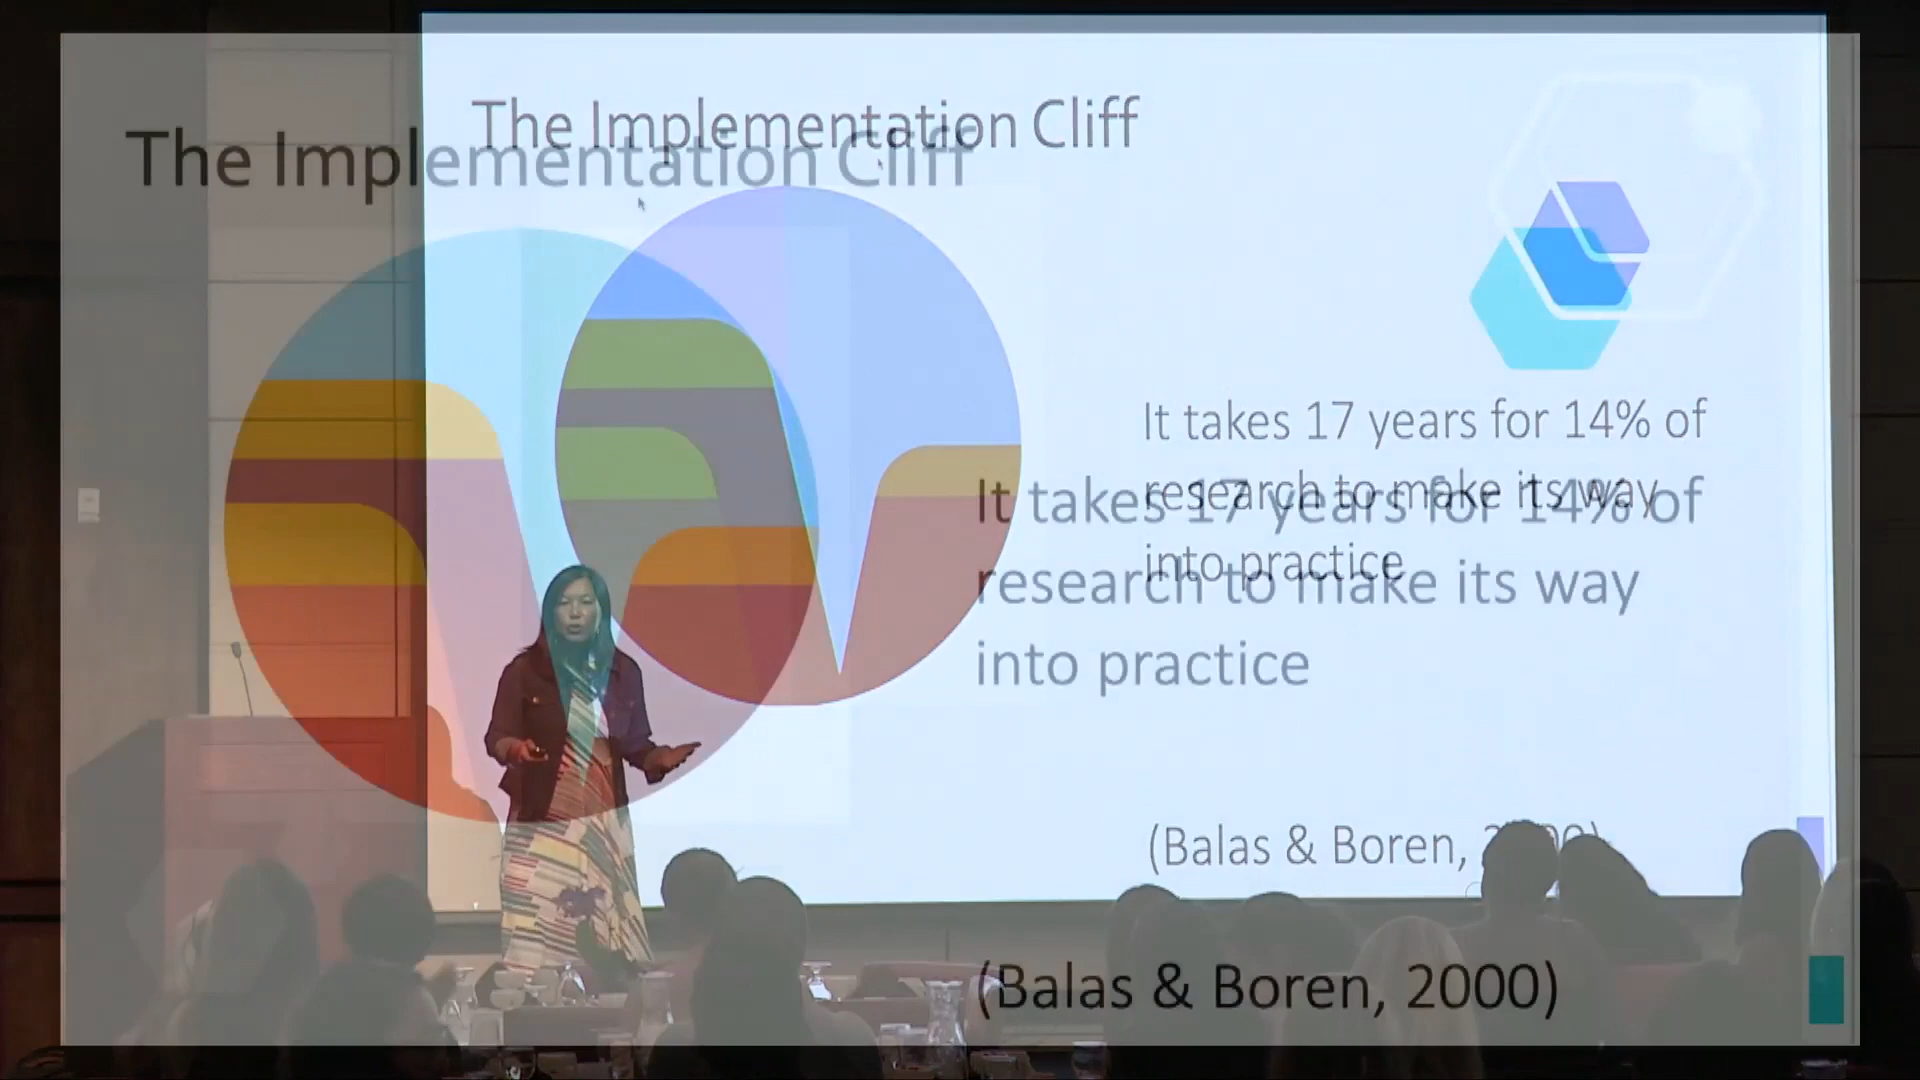 The Implementation Cliff
It takes 17 years for 14% of
research to make its way
into practice
(Balas & Boren,
The Implementation Cliff
It takes 17 years for 14% of
research to make its way
into practice
(Balas & Boren, 2000)